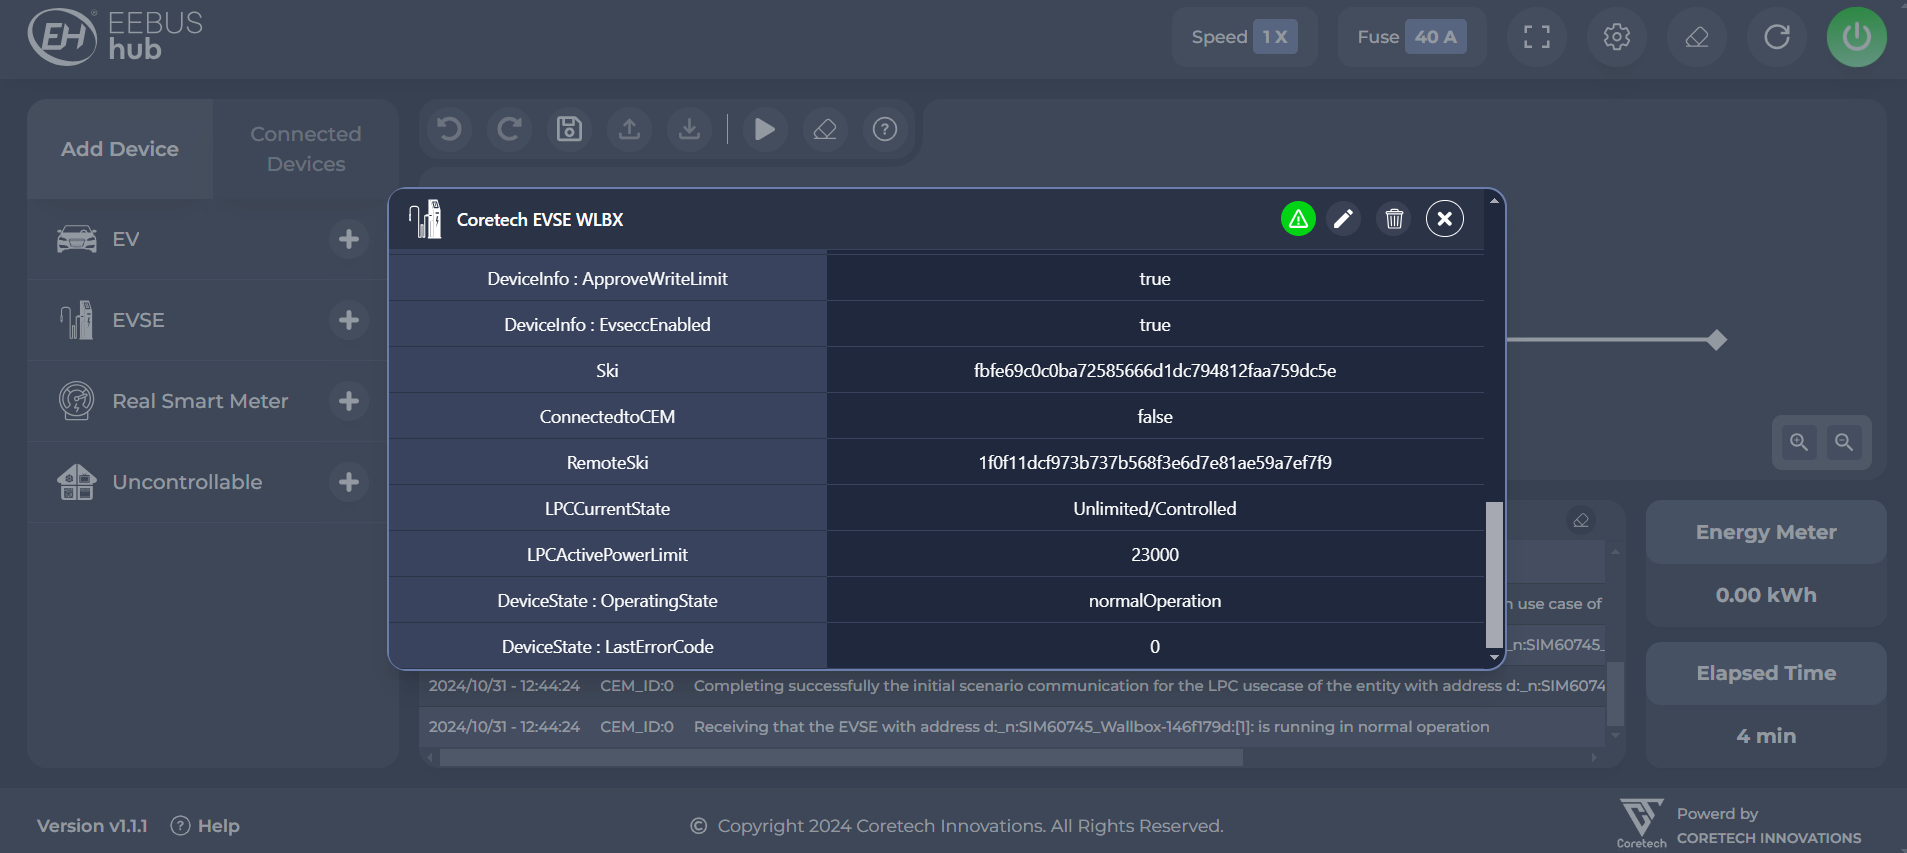 EH EEBUS
hub
Speed 1 X
Fuse 40 A
Add Device
Connected
Devices
EV
EVSE
Real Smart Meter
Uncontrollable
Coretech EVSE WLBX
DeviceInfo : ApproveWriteLimit true
DeviceInfo : EvseccEnabled true
Ski fbfe69c0c0ba72585666d1dc794812faa759dc5e
ConnectedtoCEM false
RemoteSki 1f0f11dcf973b737b568f3e6d7e81ae59a7ef7f9
LPCCurrentState Unlimited/Controlled
LPCActivePowerLimit 23000
DeviceState : OperatingState normalOperation
DeviceState : LastErrorCode 0
use case of
_n:SIM60745_
2024/10/31 - 12:44:24 CEM_ID:0 Completing successfully the initial scenario communication for the LPC usecase of the entity with address d:_n:SIM6074
2024/10/31 - 12:44:24 CEM_ID:0 Receiving that the EVSE with address d:_n:SIM60745_Wallbox-146f179d:[1]: is running in normal operation
Energy Meter
0.00 kWh
Elapsed Time
4 min
Version v1.1.1
? Help
© Copyright 2024 Coretech Innovations. All Rights Reserved.
Coretech
Powerd by
CORETECH INNOVATIONS